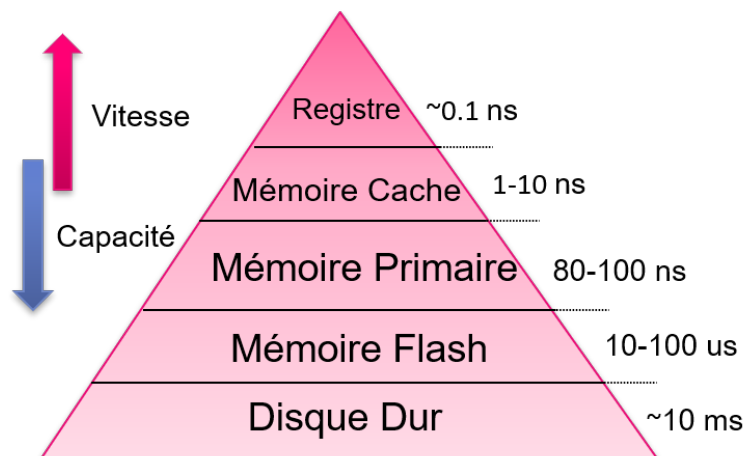 Vitesse
Registre
~0.1 ns
Mémoire Cache
1-10 ns
Capacité
Mémoire Primaire
80-100 ns
Mémoire Flash
10-100 us
Disque Dur
~10 ms